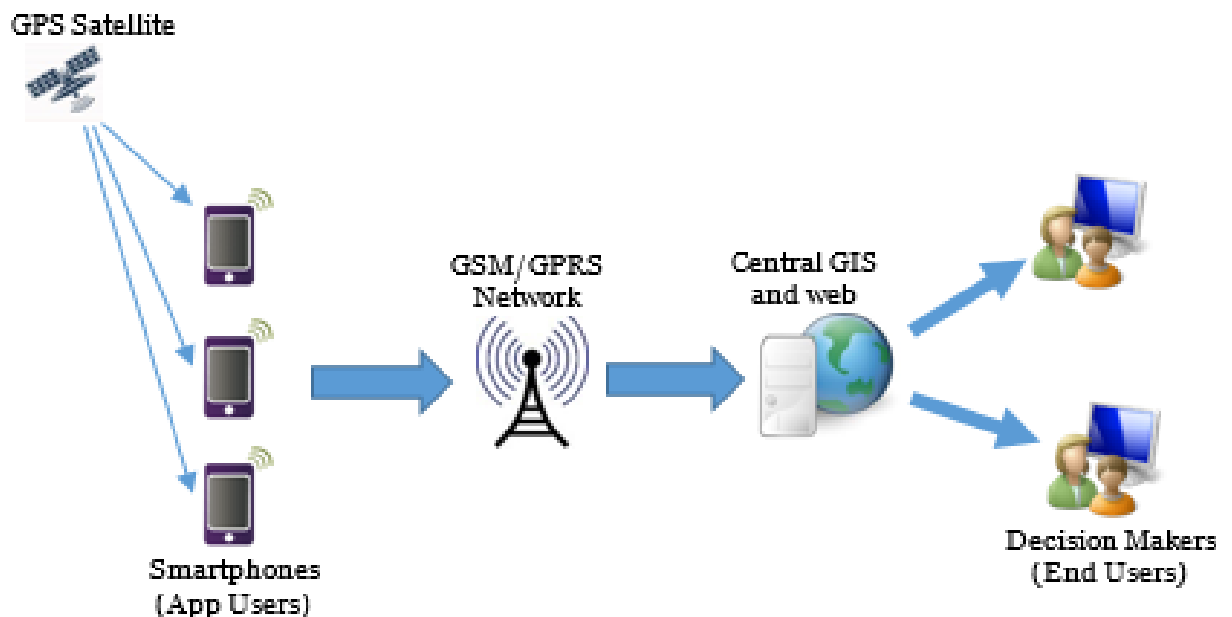 GPS Satellite
GSM/GPRS
Network
Central GIS
and web
Smartphones
(App Users)
Decision Makers
(End Users)